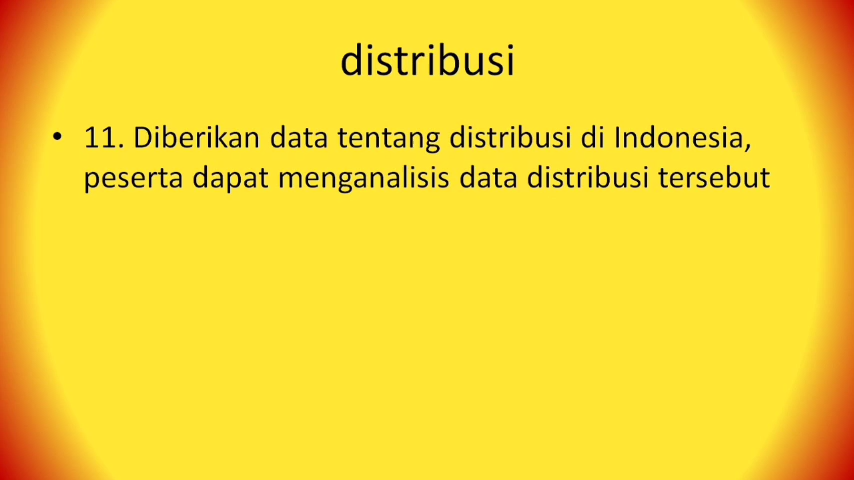 distribusi
• 11. Diberikan data tentang distribusi di Indonesia,
peserta dapat menganalisis data distribusi tersebut